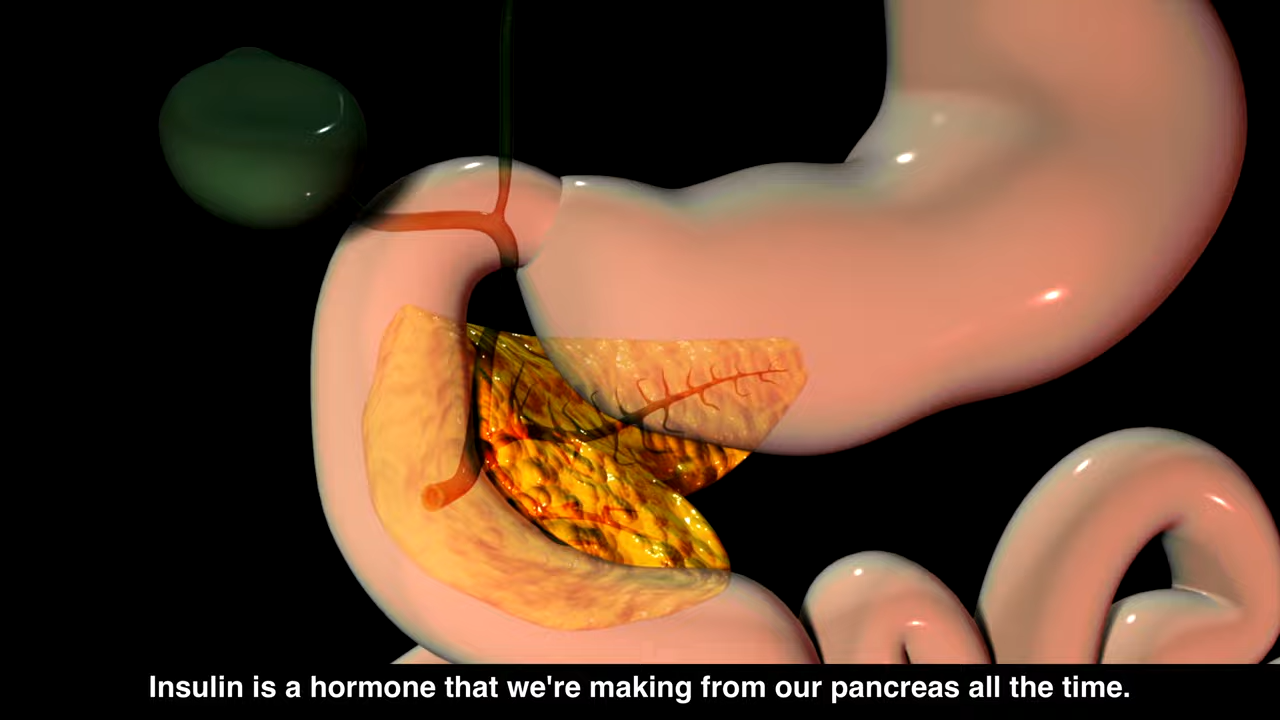 Insulin is a hormone that we're making from our pancreas all the time.